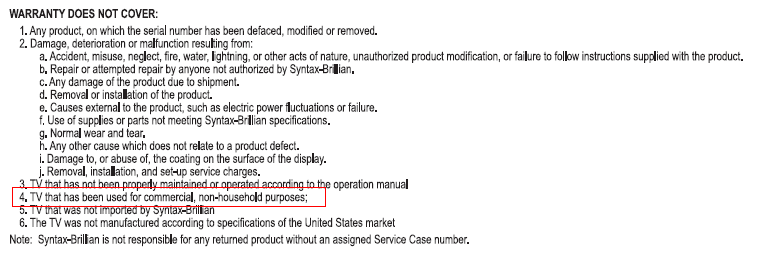 WARRANTY DOES NOT COVER:
1. Any product, on which the serial number has been defaced, modified or removed.
2. Damage, deterioration or malfunction resulting from:
a. Accident, misuse, neglect, fire, water, lightning, or other acts of nature, unauthorized product modification, or failure to follow instructions supplied with the product.
b. Repair or attempted repair by anyone not authorized by Syntax-Brillian.
c. Any damage of the product due to shipment.
d. Removal or installation of the product.
e. Causes external to the product, such as electric power fluctuations or failure.
f. Use of supplies or parts not meeting Syntax-Brillian specifications.
g. Normal wear and tear.
h. Any other cause which does not relate to a product defect.
i. Damage to, or abuse of, the coating on the surface of the display.
j. Removal, installation, and set-up service charges.
3. TV that has not been properly maintained or operated according to the operation manual
4. TV that has been used for commercial, non-household purposes;
5. TV that was not imported by Syntax-Brillian
6. The TV was not manufactured according to specifications of the United States market
Note: Syntax-Brillian is not responsible for any returned product without an assigned Service Case number.